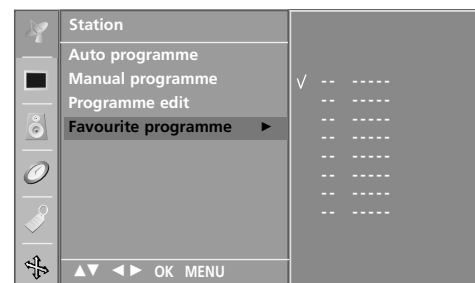 Station
Auto programme
Manual programme
Programme edit
Favourite programme ►
√ -- -----
-- -----
-- -----
-- -----
-- -----
-- -----
-- -----
-- -----
▲▼ ◄► OK MENU